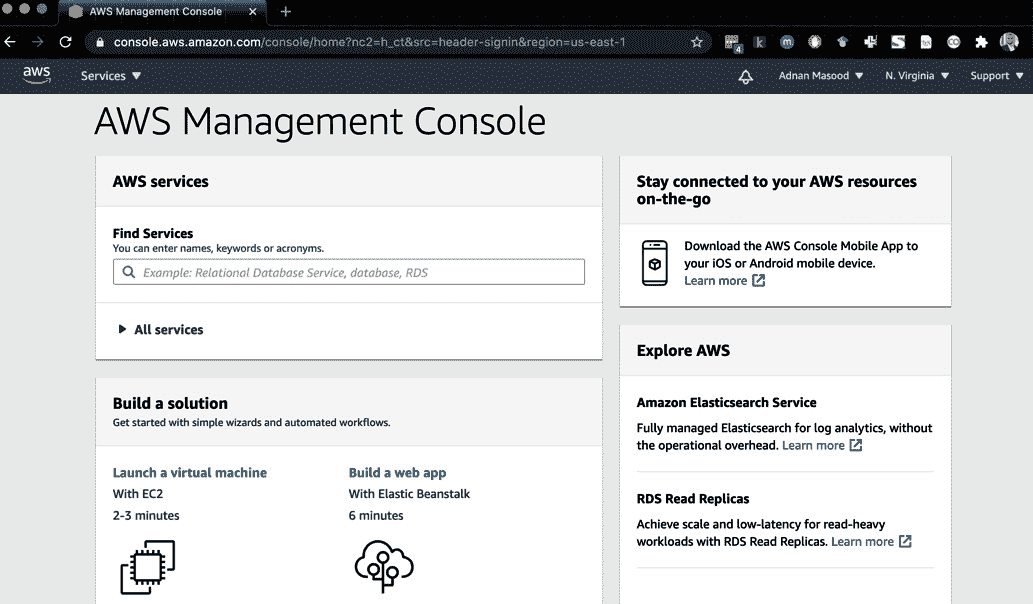 AWS Management Console
console.aws.amazon.com/console/home?nc2=h_ct&src=header-signin&region=us-east-1
4
aws
Services
Adnan Masood
N. Virginia
Support
AWS Management Console
AWS services
Find Services
You can enter names, keywords or acronyms.
Example: Relational Database Service, database, RDS
All services
Build a solution
Get started with simple wizards and automated workflows.
Launch a virtual machine
With EC2
2-3 minutes
Build a web app
With Elastic Beanstalk
6 minutes
Stay connected to your AWS resources
on-the-go
Download the AWS Console Mobile App to
your iOS or Android mobile device.
Learn more
Explore AWS
Amazon Elasticsearch Service
Fully managed Elasticsearch for log analytics, without
the operational overhead. Learn more
RDS Read Replicas
Achieve scale and low-latency for read-heavy
workloads with RDS Read Replicas. Learn more